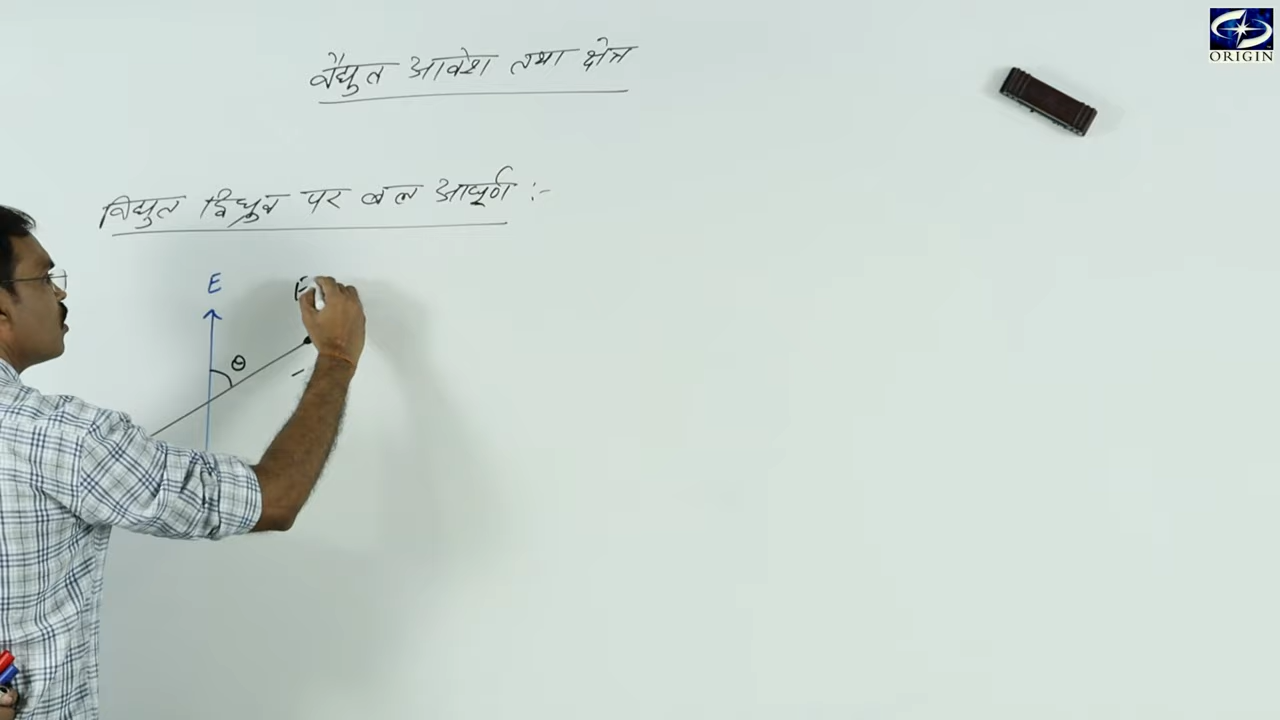 वैद्युत आवेश तथा क्षेत्र
विद्युत द्विध्रुव पर बल आघूर्ण :-
E
θ
ORIGIN